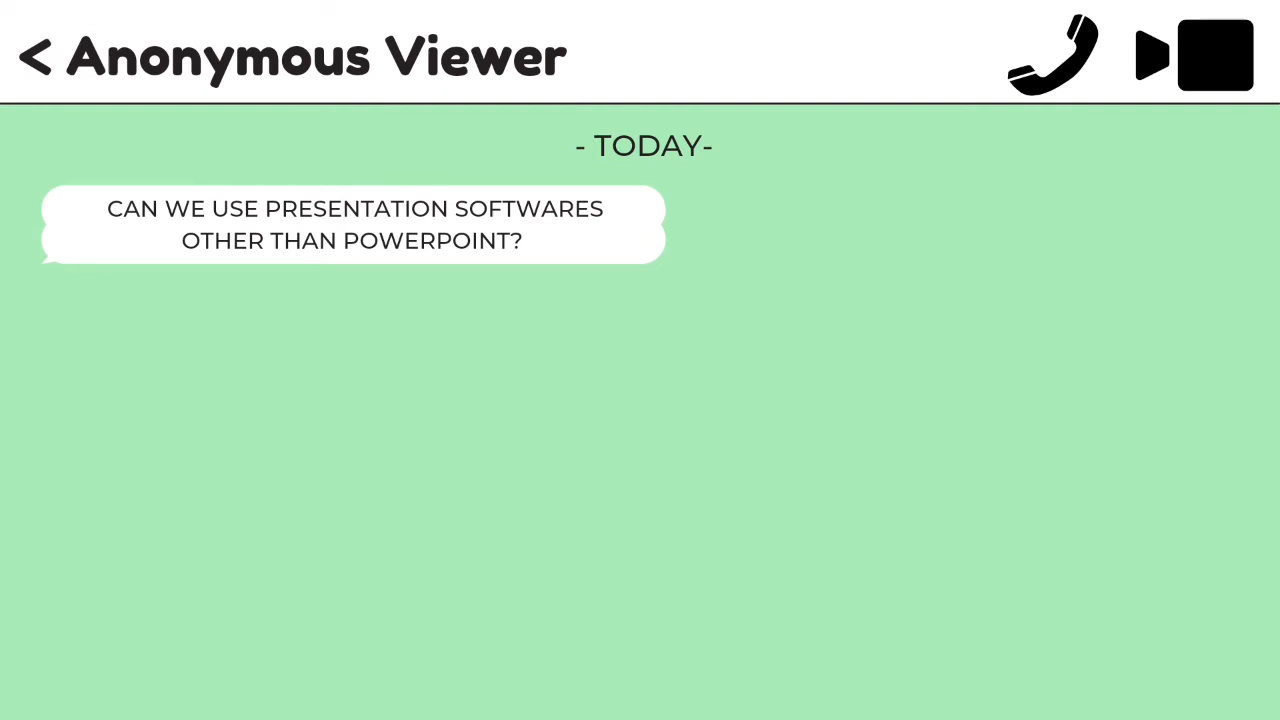 < Anonymous Viewer
- TODAY-
CAN WE USE PRESENTATION SOFTWARES
OTHER THAN POWERPOINT?